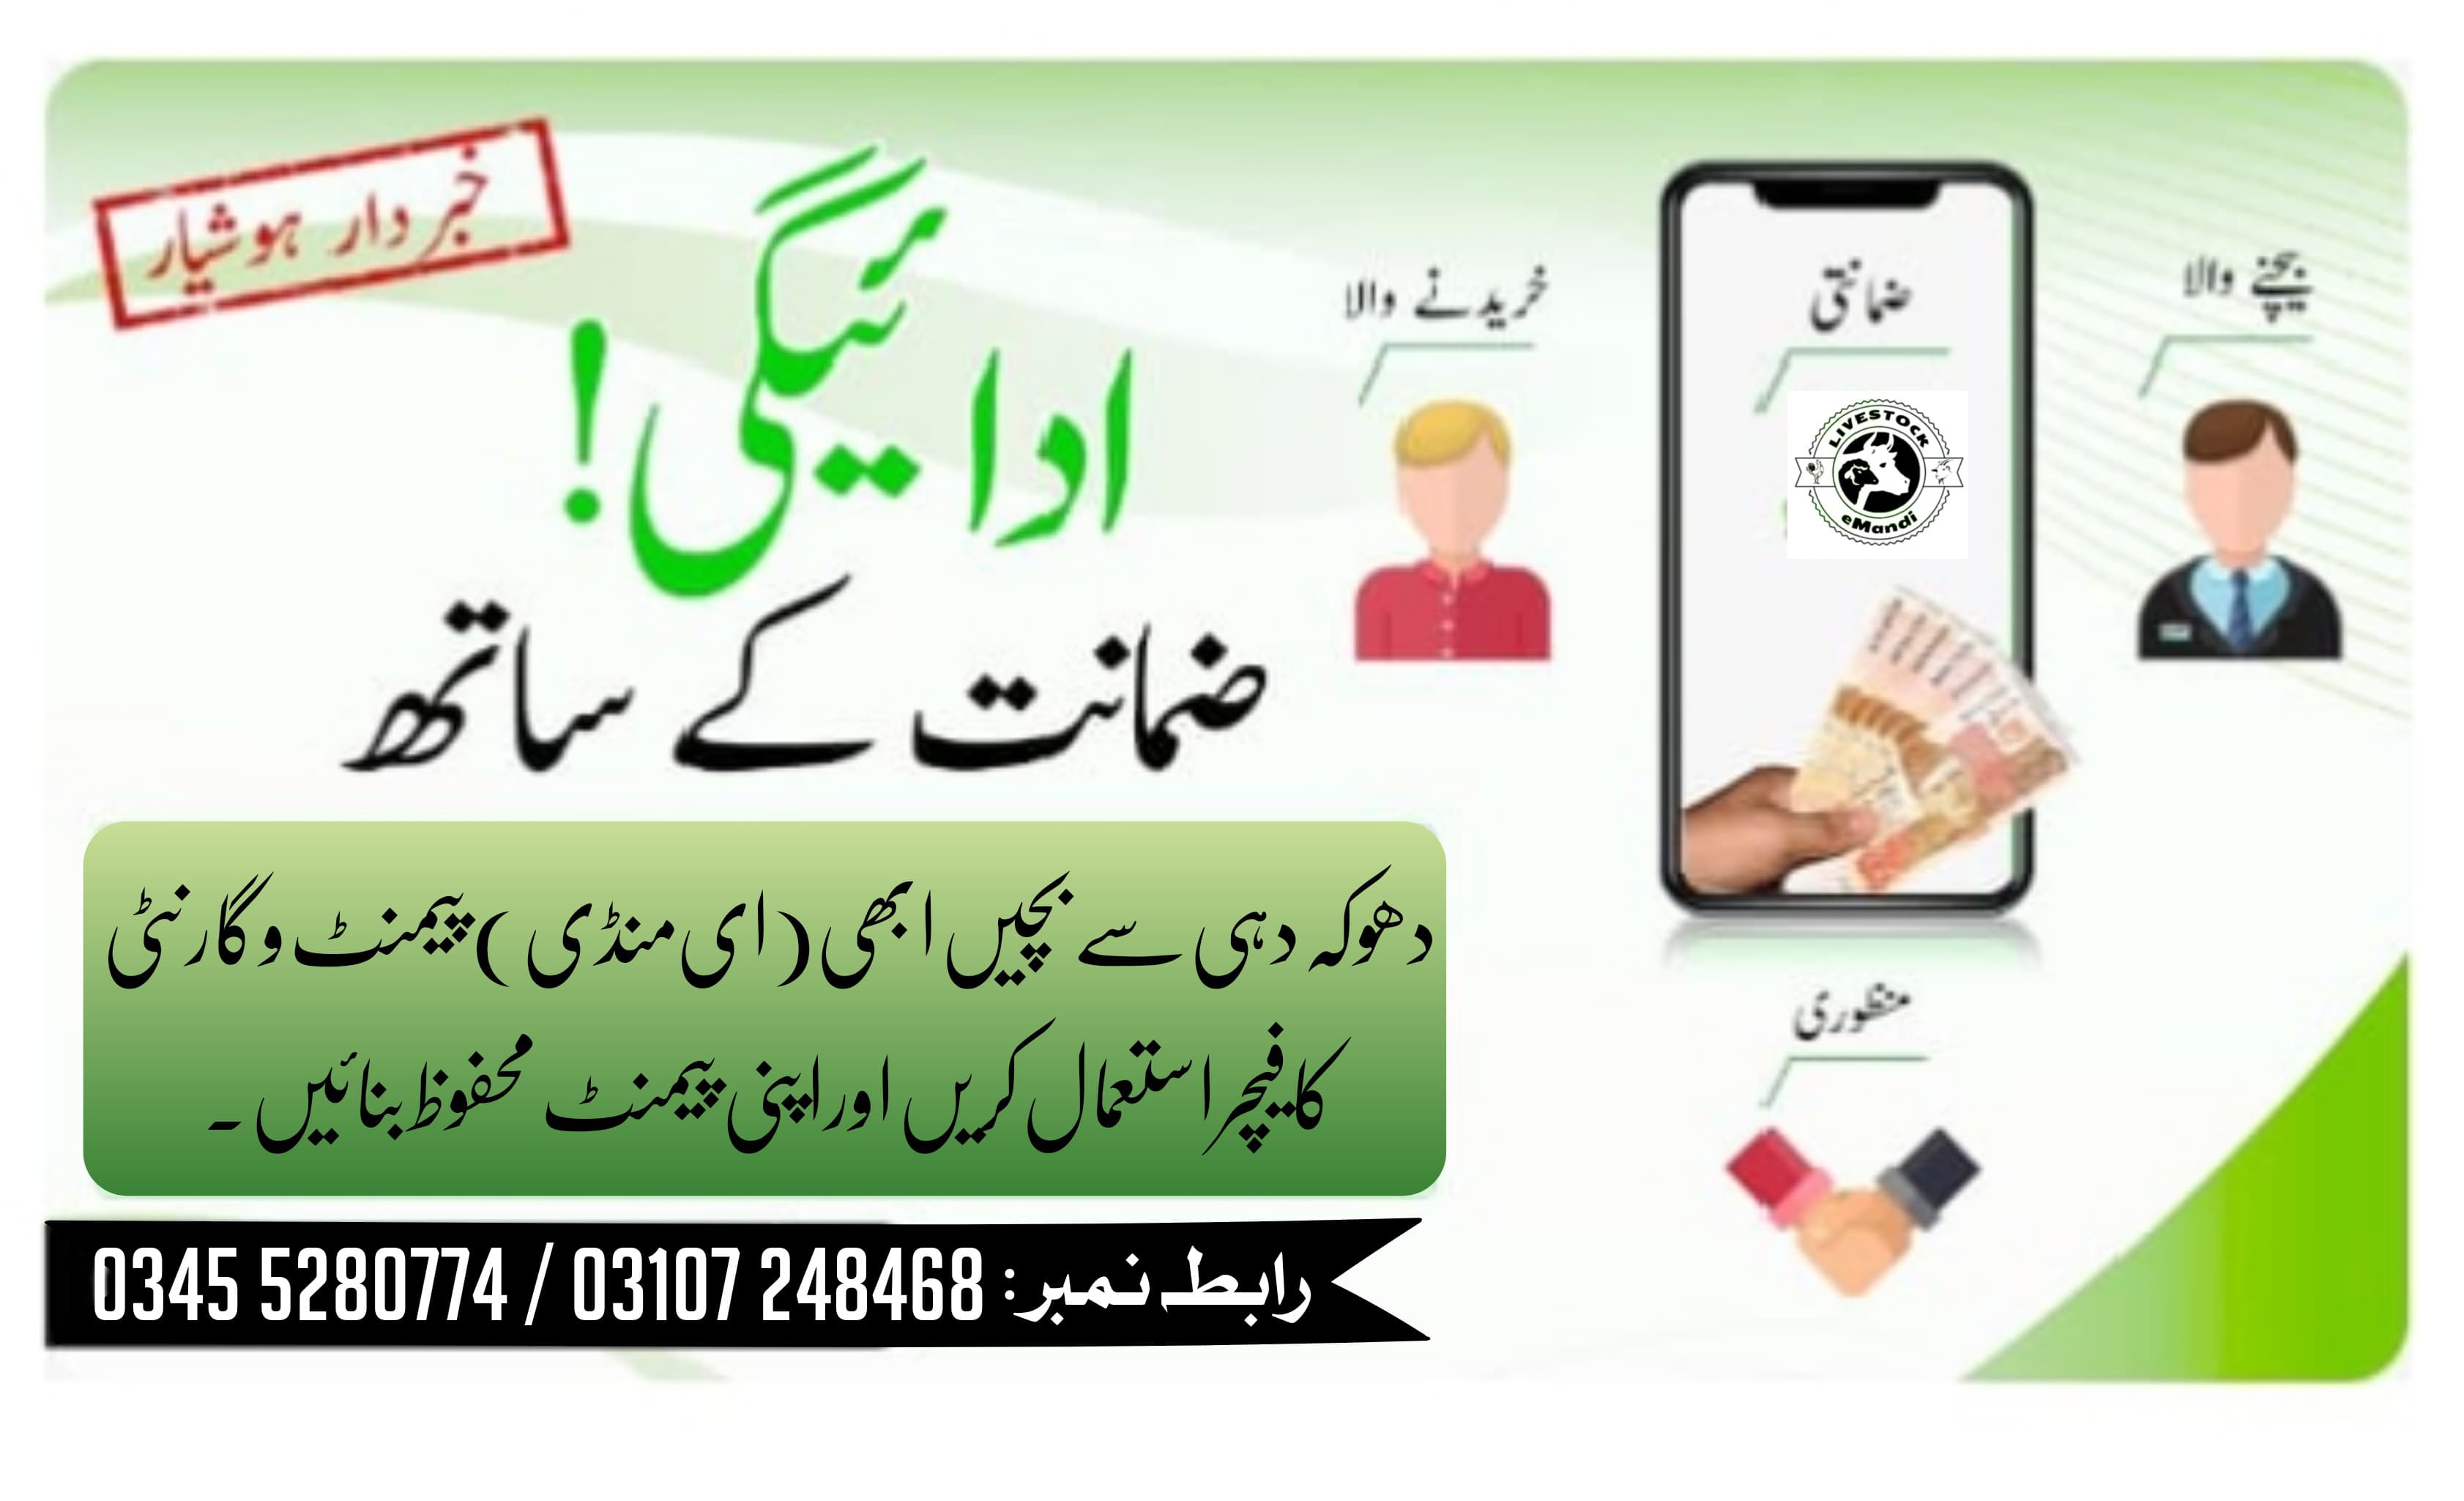 خبردار ہوشیار
ادائیگی!
ضمانت کے ساتھ
بیچنے والا
ضمانتی
خریدنے والا
LIVESTOCK
eMandi
دھوکہ دہی سے بچیں ابھی (ای منڈی) پیمنٹ و گارنٹی
کا فیچر استعمال کریں اور اپنی پیمنٹ محفوظ بنائیں ۔
منظوری
رابطہ نمبر: 03107 248468 / 0345 5280774